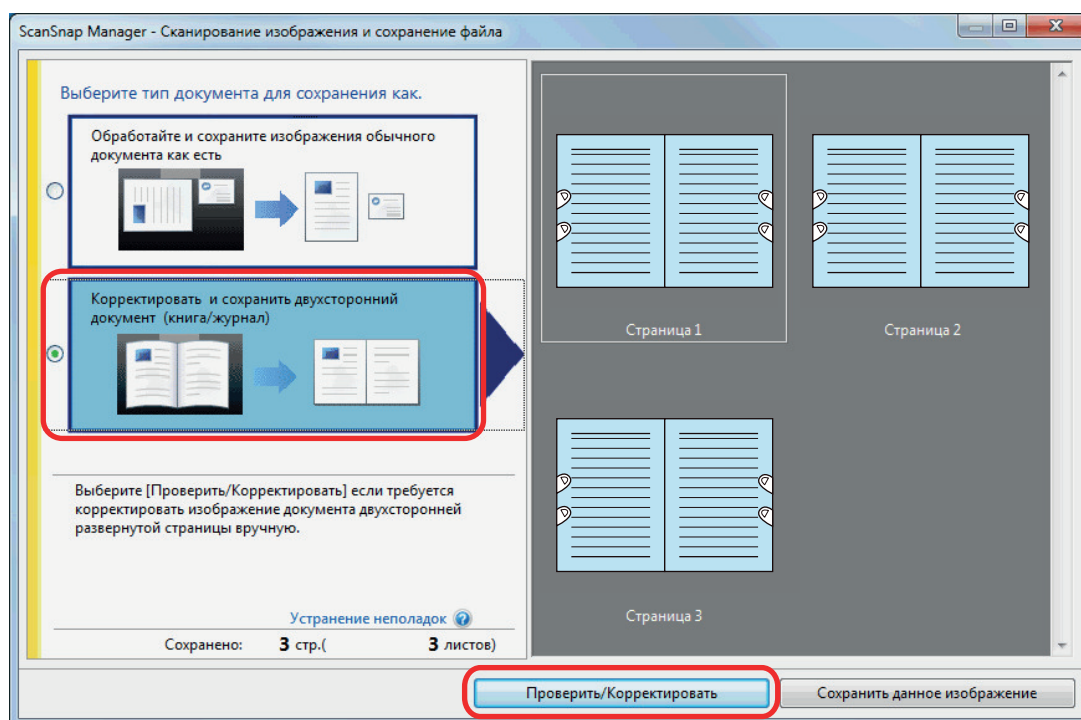 ScanSnap Manager - Сканирование изображения и сохранение файла
Выберите тип документа для сохранения как.
Обработайте и сохраните изображения обычного
документа как есть
Корректировать и сохранить двухсторонний
документ (книга/журнал)
Выберите [Проверить/Корректировать] если требуется
корректировать изображение документа двухсторонней
развернутой страницы вручную.
Устранение неполадок
Сохранено: 3 стр.( 3 листов)
Страница 1
Страница 2
Страница 3
Проверить/Корректировать
Сохранить данное изображение